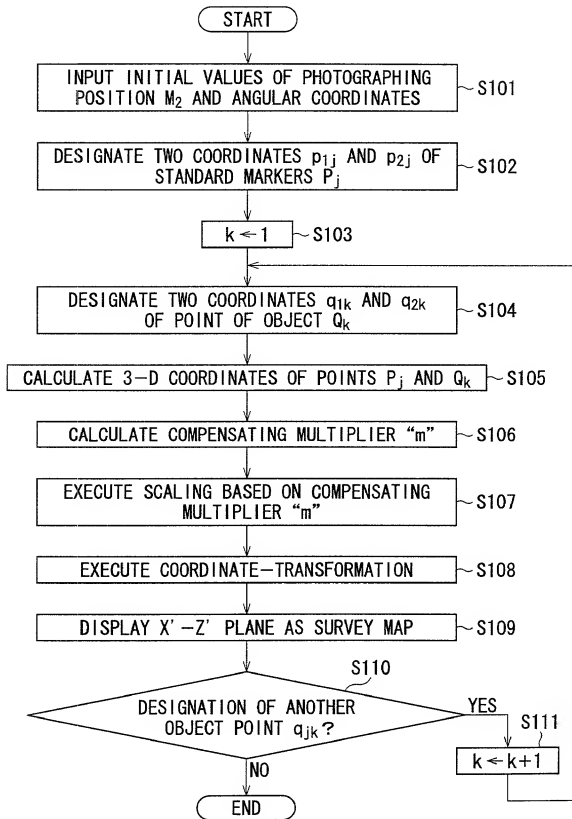 START
INPUT INITIAL VALUES OF PHOTOGRAPHING
POSITION M₂ AND ANGULAR COORDINATES
S101
DESIGNATE TWO COORDINATES p₁ⱼ AND p₂ⱼ OF
STANDARD MARKERS Pⱼ
S102
k ← 1
S103
DESIGNATE TWO COORDINATES q₁ₖ AND q₂ₖ
OF POINT OF OBJECT Qₖ
S104
CALCULATE 3-D COORDINATES OF POINTS Pⱼ AND Qₖ
S105
CALCULATE COMPENSATING MULTIPLIER “m”
S106
EXECUTE SCALING BASED ON COMPENSATING
MULTIPLIER “m”
S107
EXECUTE COORDINATE-TRANSFORMATION
S108
DISPLAY X'-Z' PLANE AS SURVEY MAP
S109
S110
DESIGNATION OF ANOTHER
OBJECT POINT qⱼₖ?
YES
S111
k ← k+1
NO
END